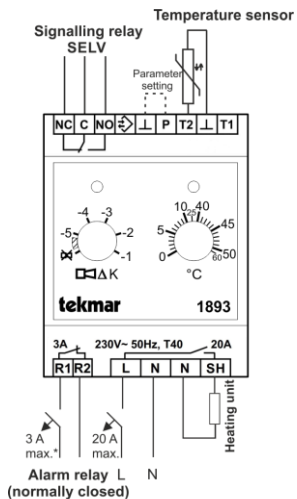 Temperature sensor
Signalling relay
SELV
Parameter
setting
NC C NO ⊥ P T2 ⊥ T1
-5 -4 -3 -2 -1
ΔK
0 5 10 25 40 45 50 60
°C
tekmar 1893
3A 230V~ 50Hz, T40 20A
R1 R2 L N N SH
3 A
max.*
20 A
max.
Heating unit
Alarm relay L N
(normally closed)